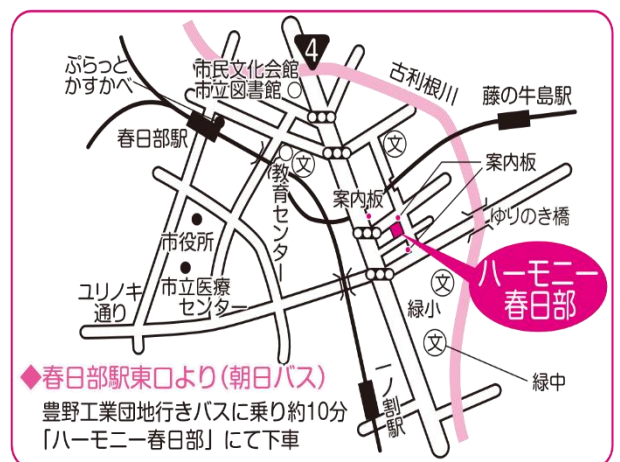 4
ぷらっと
かすかべ
市民文化会館
市立図書館
古利根川
藤の牛島駅
春日部駅
文
文
案内板
教育センター
案内板
ゆりのき橋
市役所
ハーモニー
春日部
市立医療
センター
文
ユリノキ
通り
緑小
文
緑中
一ノ割駅
◆春日部駅東口より(朝日バス)
豊野工業団地行きバスに乗り約10分
「ハーモニー春日部」にて下車